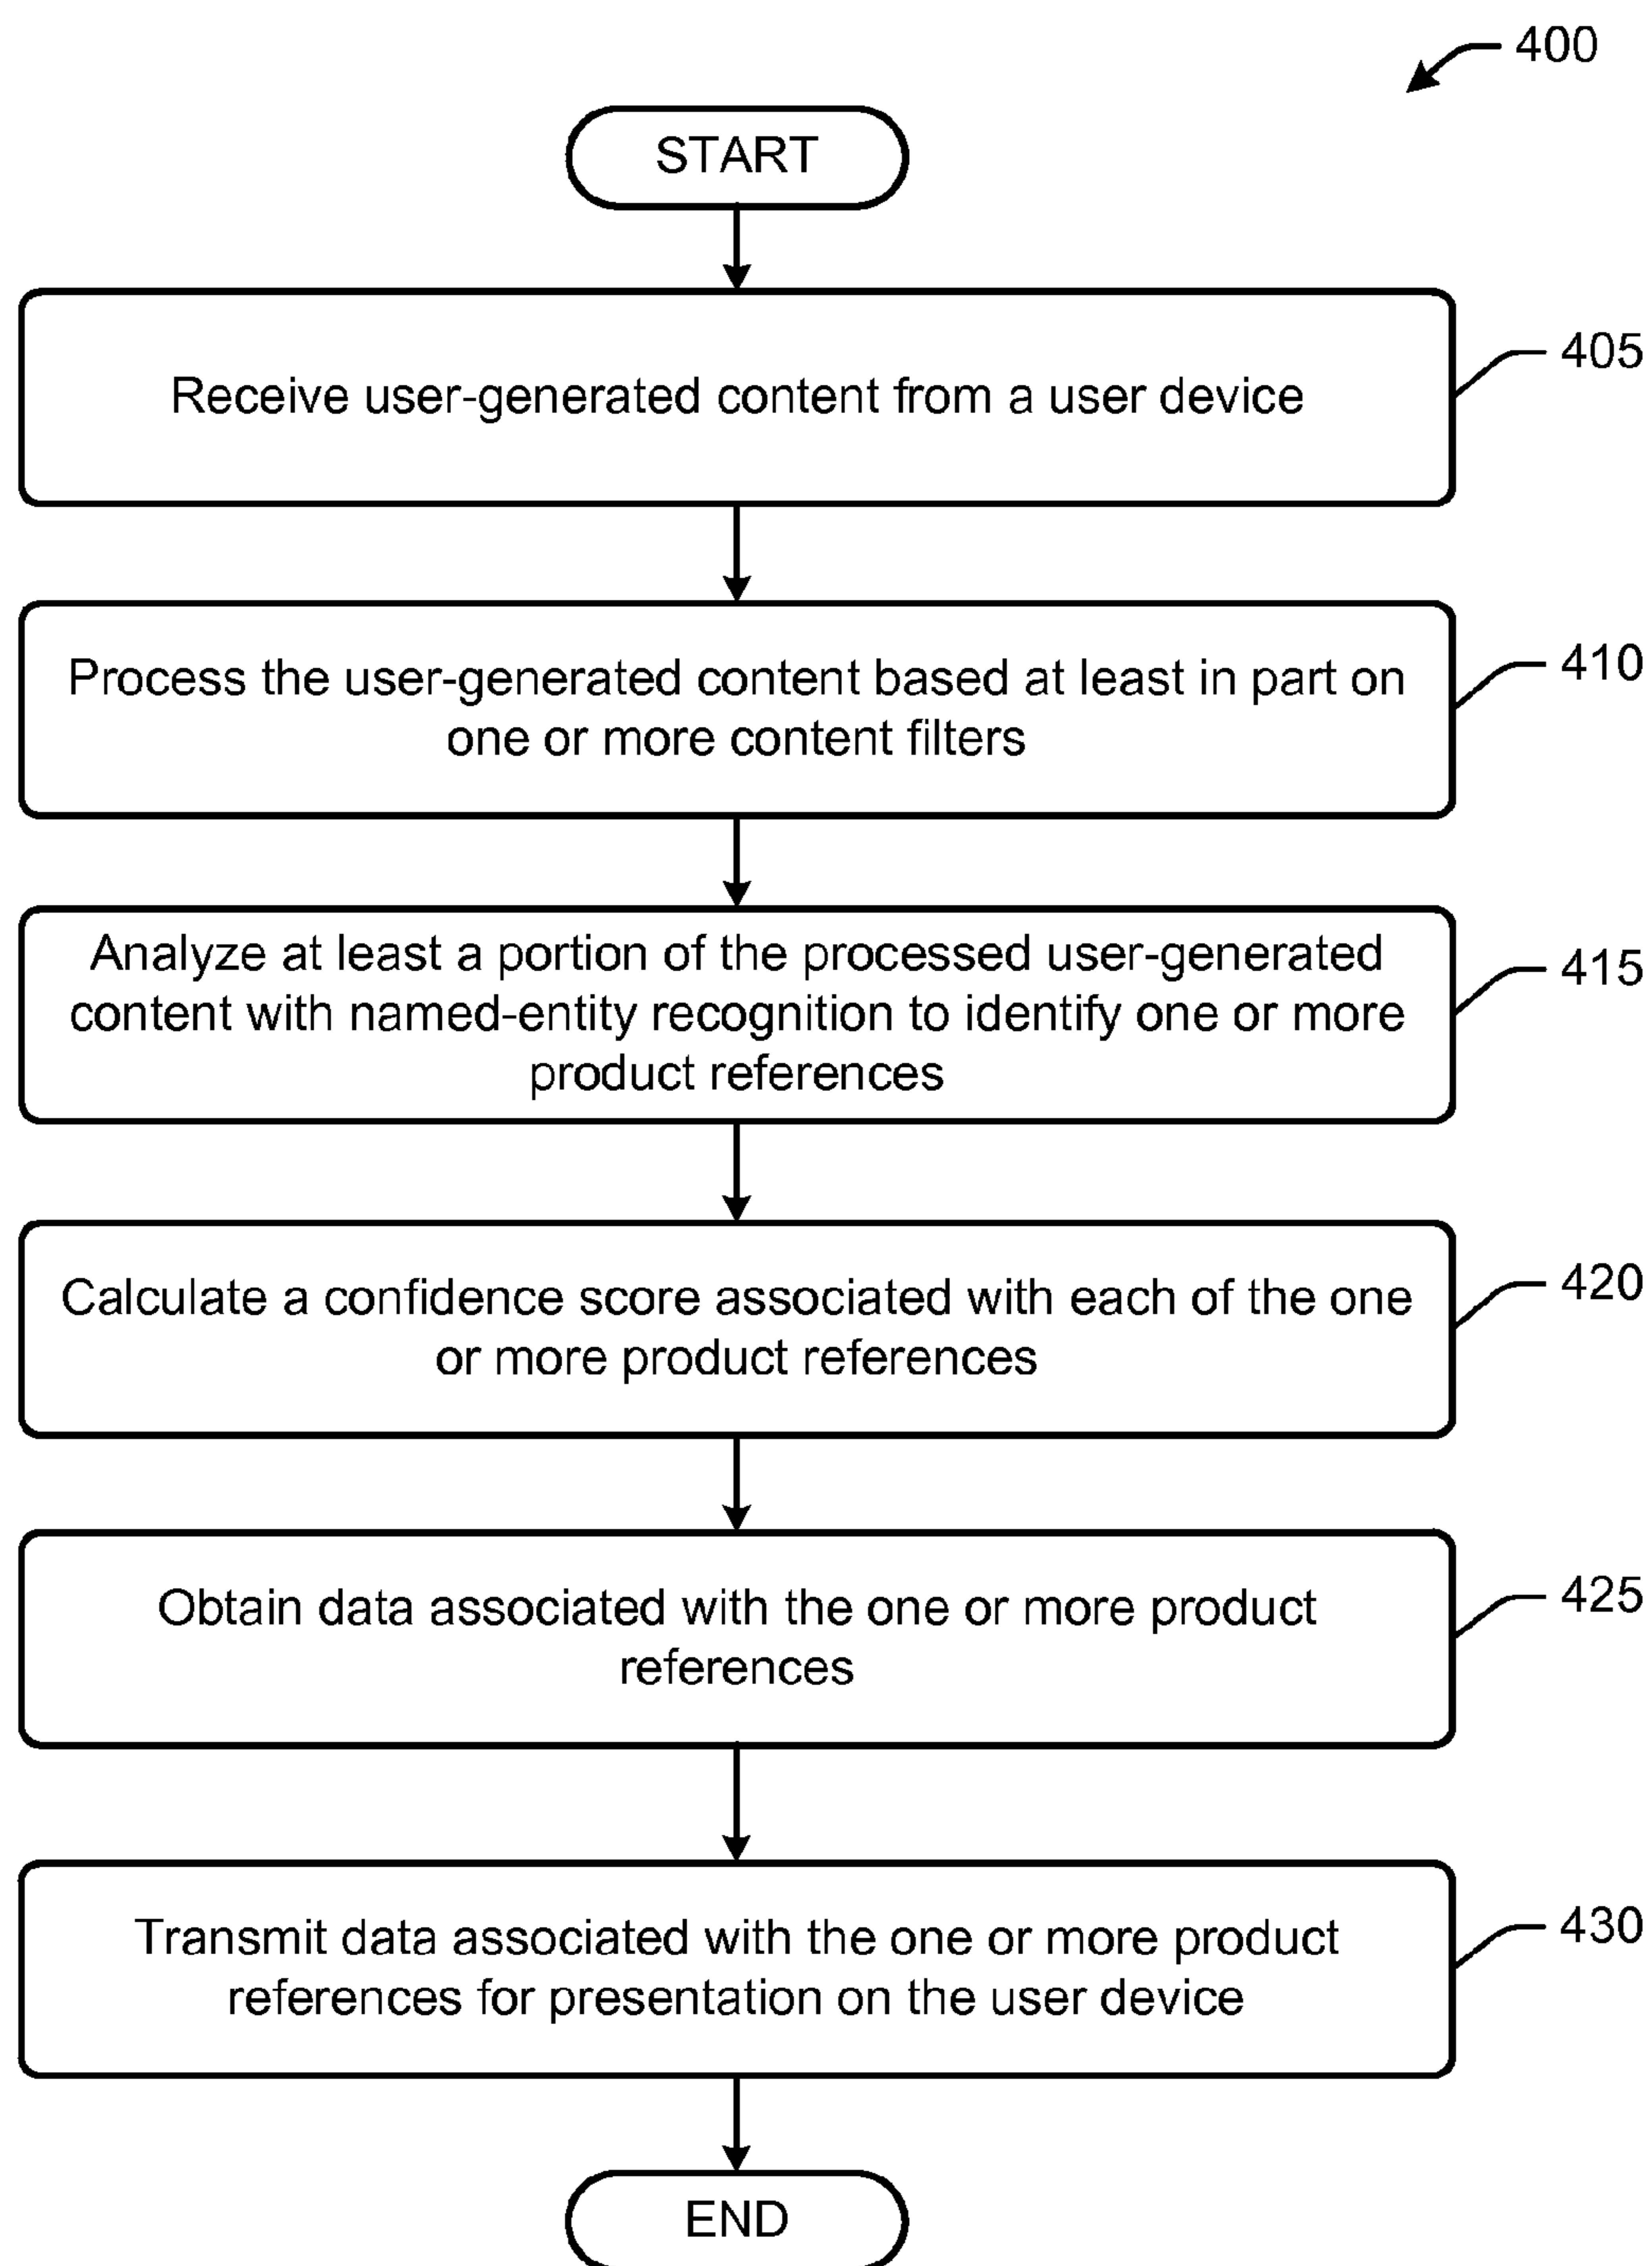 400
START
Receive user-generated content from a user device
405
Process the user-generated content based at least in part on
one or more content filters
410
Analyze at least a portion of the processed user-generated
content with named-entity recognition to identify one or more
product references
415
Calculate a confidence score associated with each of the one
or more product references
420
Obtain data associated with the one or more product
references
425
Transmit data associated with the one or more product
references for presentation on the user device
430
END